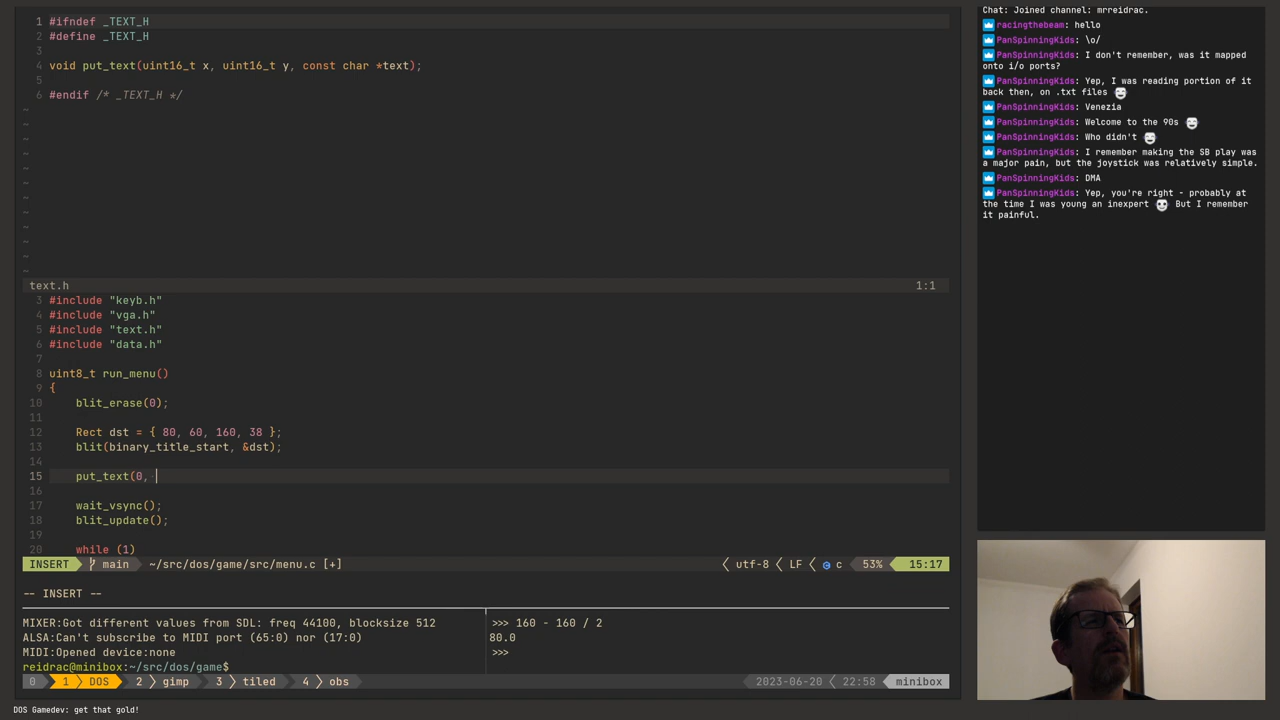 1 #ifndef _TEXT_H
2 #define _TEXT_H
3
4 void put_text(uint16_t x, uint16_t y, const char *text);
5
6 #endif /* _TEXT_H */
~
~
~
~
~
~
~
~
~
~
~
~
text.h 1:1
3 #include "keyb.h"
4 #include "vga.h"
5 #include "text.h"
6 #include "data.h"
7
8 uint8_t run_menu()
9 {
10 blit_erase(0);
11
12 Rect dst = { 80, 60, 160, 38 };
13 blit(binary_title_start, &dst);
14
15 put_text(0,
16
17 wait_vsync();
18 blit_update();
19
20 while (1)
INSERT main ~/src/dos/game/src/menu.c [+] utf-8 LF c 53% 15:17
-- INSERT --
MIXER:Got different values from SDL: freq 44100, blocksize 512
ALSA:Can't subscribe to MIDI port (65:0) nor (17:0)
MIDI:Opened device:none
reidrac@minibox:~/src/dos/game$
>>> 160 - 160 / 2
80.0
>>>
0 1 DOS 2 gimp 3 tiled 4 obs 2023-06-20 22:58 minibox
DOS Gamedev: get that gold!
Chat: Joined channel: mrreidrac.
racingthebeam: hello
PanSpinningKids: \o/
PanSpinningKids: I don't remember, was it mapped
onto i/o ports?
PanSpinningKids: Yep, I was reading portion of it
back then, on .txt files
PanSpinningKids: Venezia
PanSpinningKids: Welcome to the 90s
PanSpinningKids: Who didn't
PanSpinningKids: I remember making the SB play was
a major pain, but the joystick was relatively simple.
PanSpinningKids: DMA
PanSpinningKids: Yep, you're right - probably at
the time I was young an inexpert But I remember
it painful.